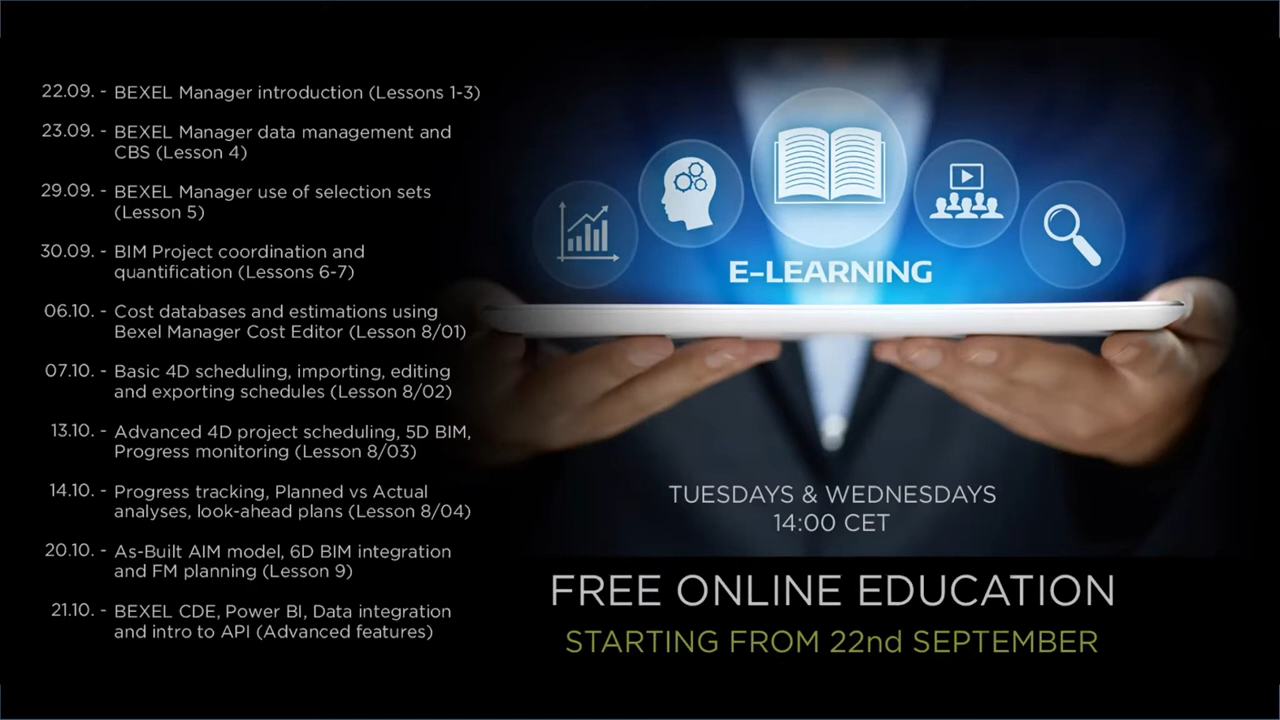 22.09. - BEXEL Manager introduction (Lessons 1-3)
23.09. - BEXEL Manager data management and
CBS (Lesson 4)
29.09. - BEXEL Manager use of selection sets
(Lesson 5)
30.09. - BIM Project coordination and
quantification (Lessons 6-7)
06.10. - Cost databases and estimations using
Bexel Manager Cost Editor (Lesson 8/01)
07.10. - Basic 4D scheduling, importing, editing
and exporting schedules (Lesson 8/02)
13.10. - Advanced 4D project scheduling, 5D BIM,
Progress monitoring (Lesson 8/03)
14.10. - Progress tracking, Planned vs Actual
analyses, look-ahead plans (Lesson 8/04)
20.10. - As-Built AIM model, 6D BIM integration
and FM planning (Lesson 9)
21.10. - BEXEL CDE, Power BI, Data integration
and intro to API (Advanced features)
E-LEARNING
TUESDAYS & WEDNESDAYS
14:00 CET
FREE ONLINE EDUCATION
STARTING FROM 22nd SEPTEMBER